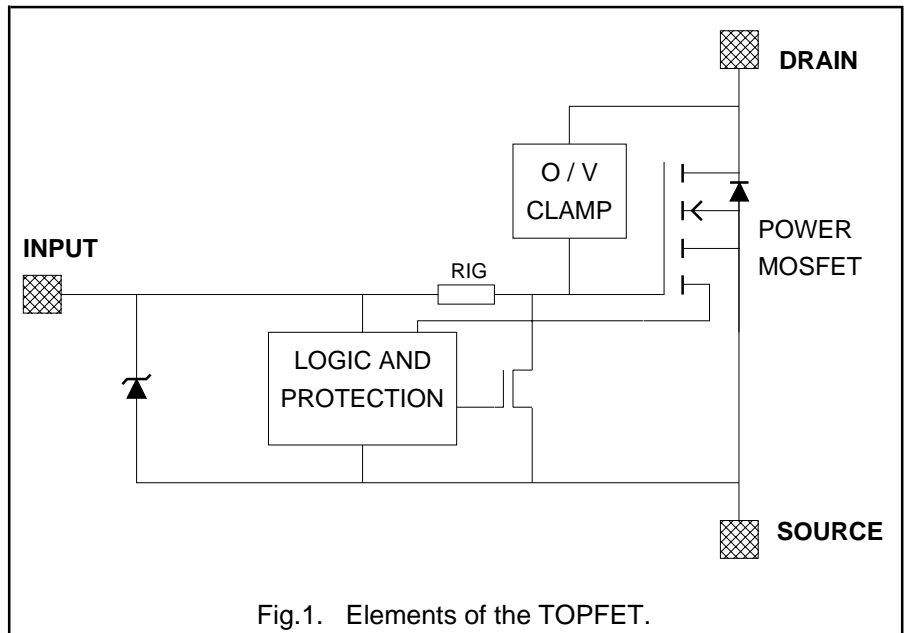 DRAIN
O / V
CLAMP
POWER
MOSFET
INPUT
RIG
LOGIC AND
PROTECTION
SOURCE
Fig.1. Elements of the TOPFET.